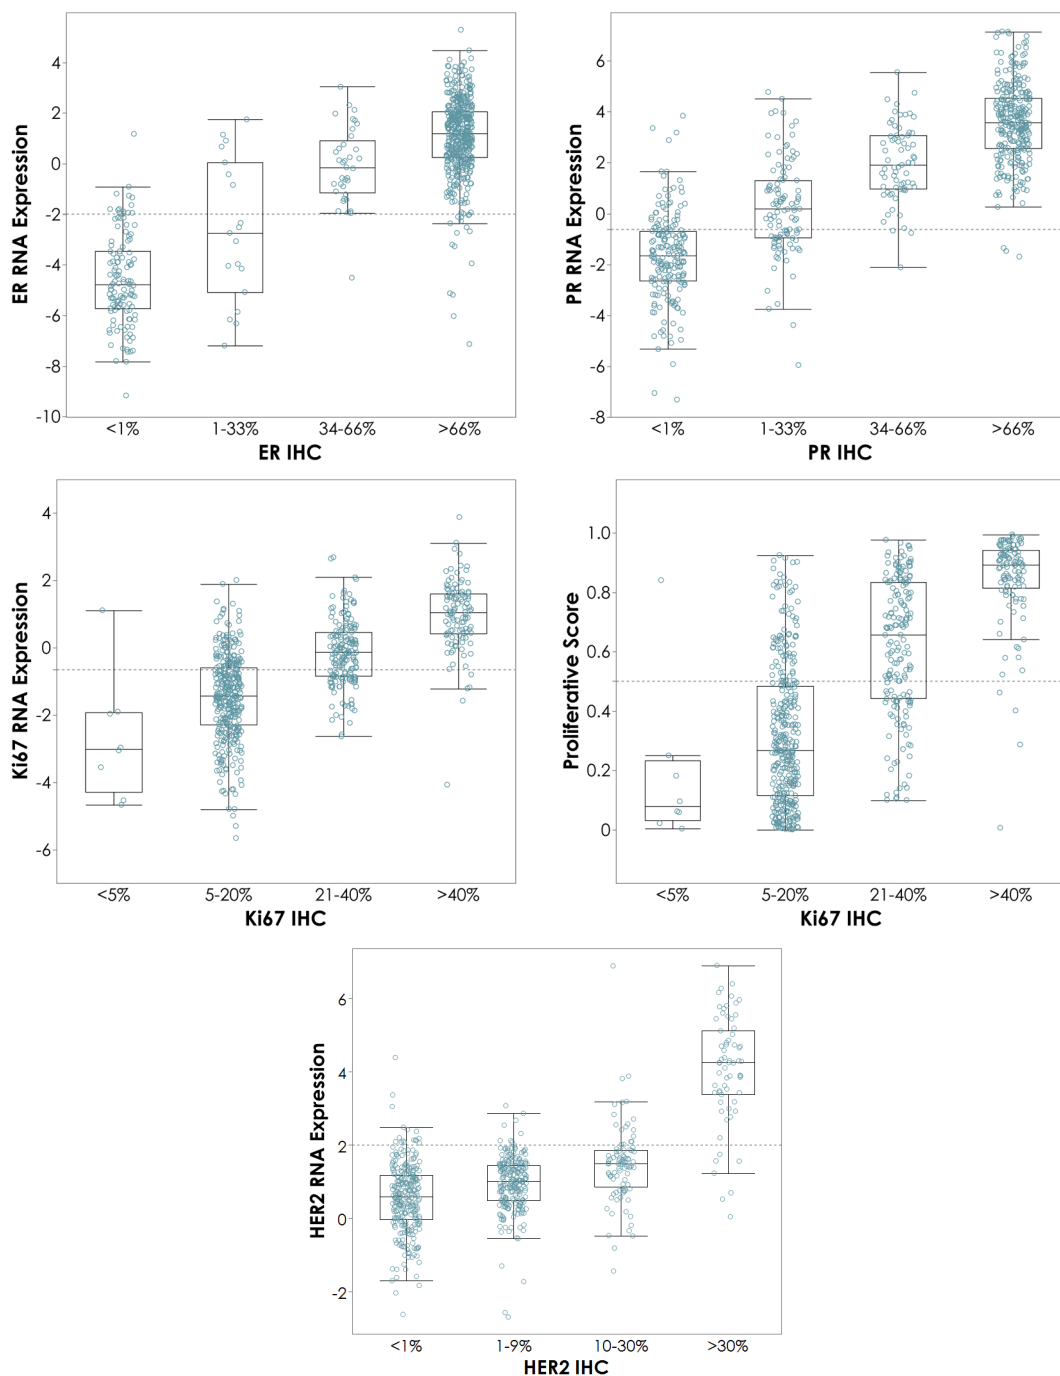 ER RNA Expression
4
2
0
-2
-4
-6
-8
-10
<1% 1-33% 34-66% >66%
ER IHC
PR RNA Expression
6
4
2
0
-2
-4
-6
-8
<1% 1-33% 34-66% >66%
PR IHC
Ki67 RNA Expression
4
2
0
-2
-4
-6
<5% 5-20% 21-40% >40%
Ki67 IHC
Proliferative Score
1.0
0.8
0.6
0.4
0.2
0
<5% 5-20% 21-40% >40%
Ki67 IHC
HER2 RNA Expression
6
4
2
0
-2
<1% 1-9% 10-30% >30%
HER2 IHC